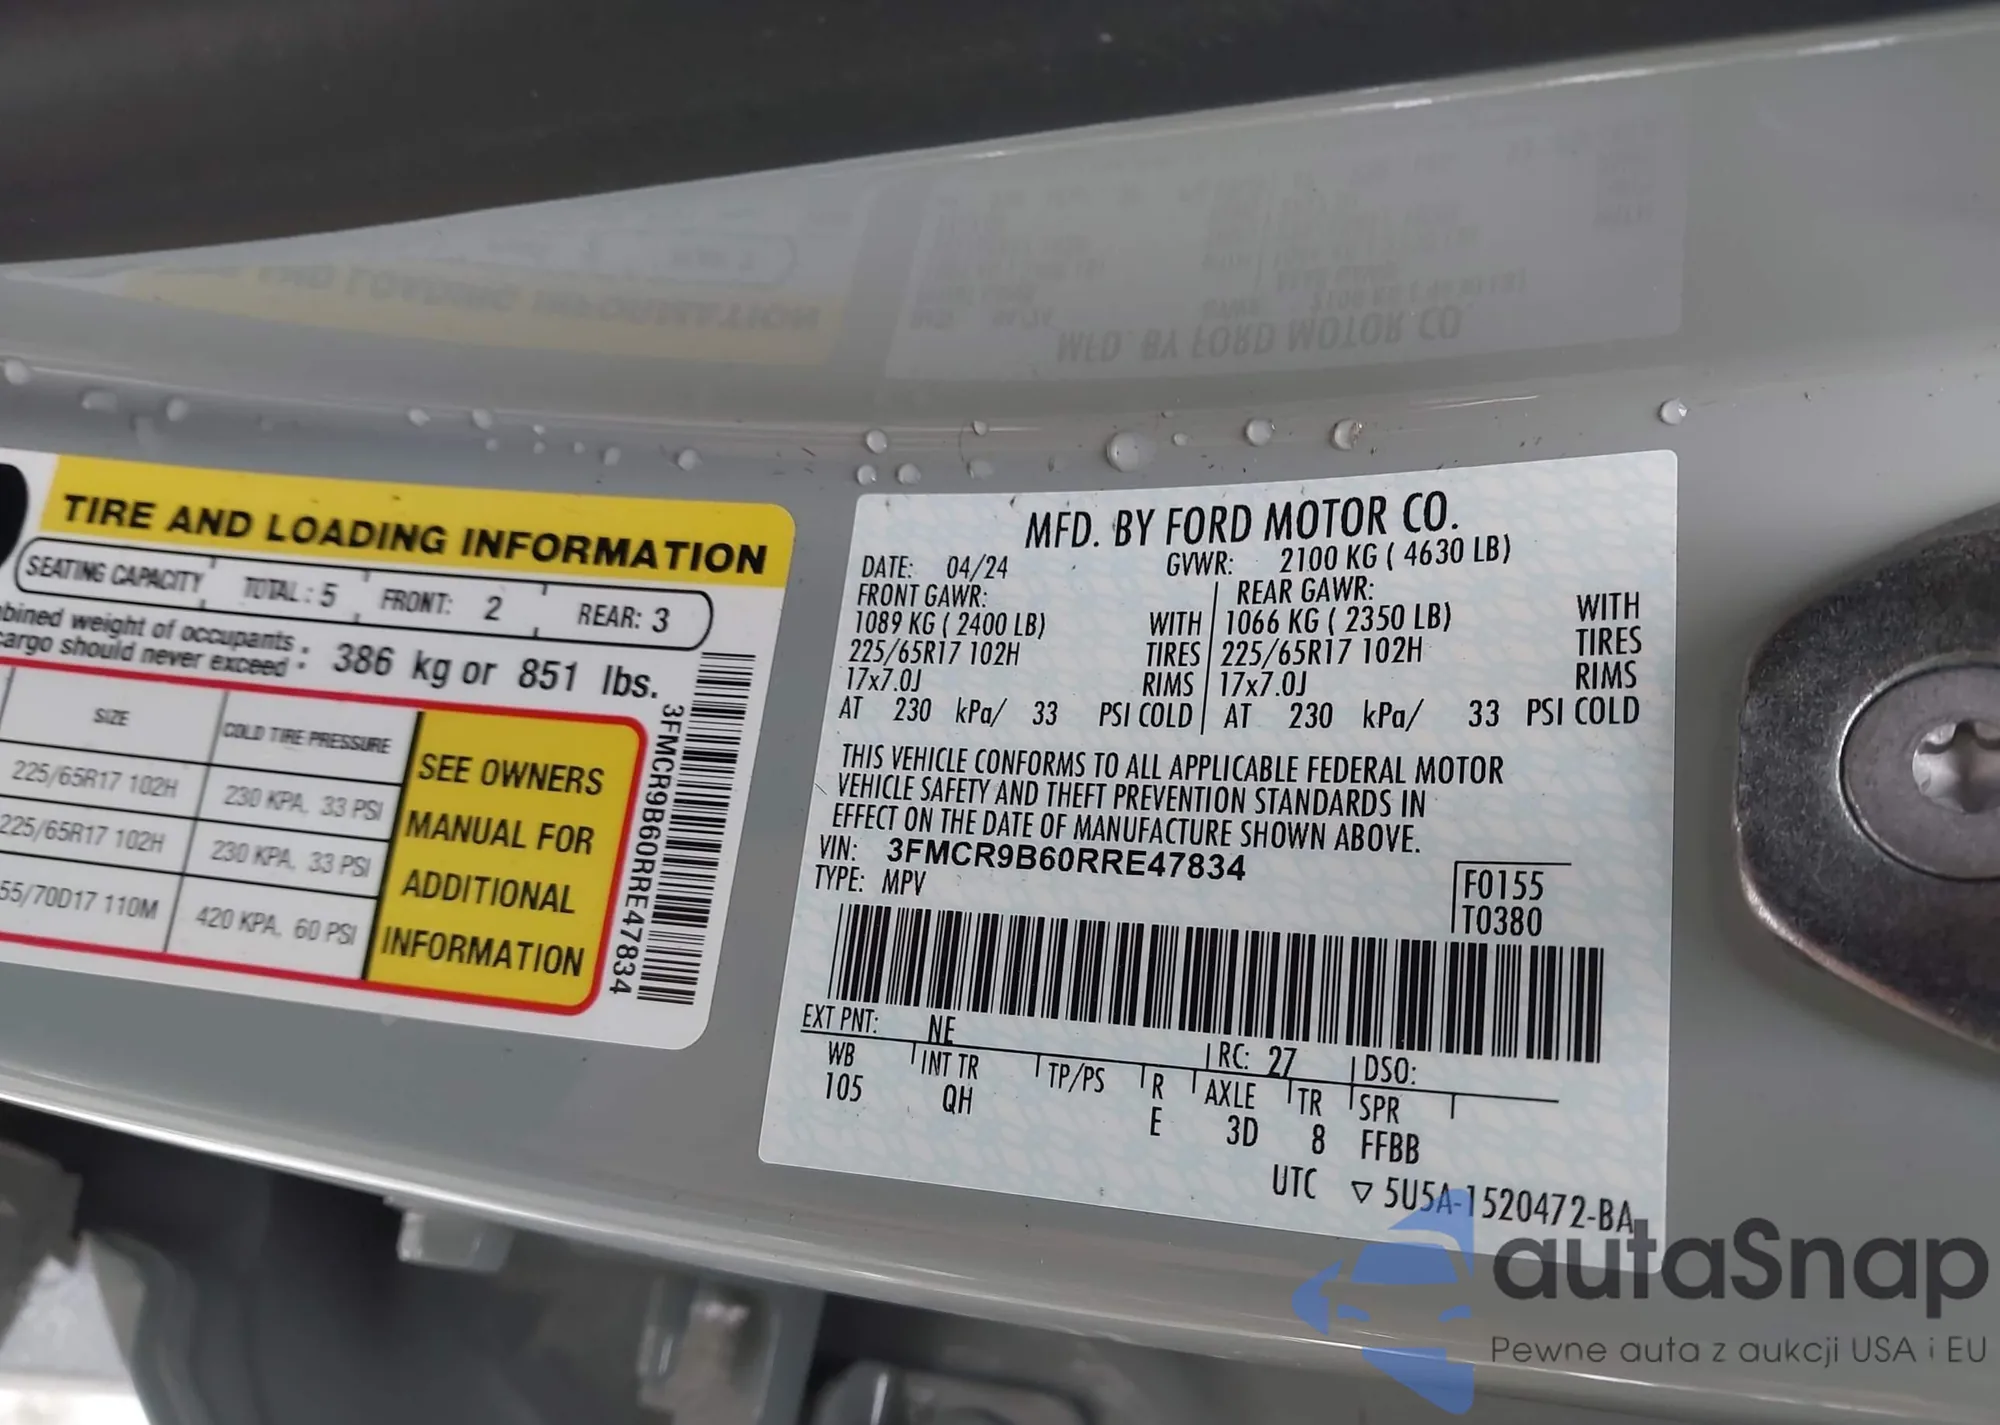 TIRE AND LOADING INFORMATION
SEATING CAPACITY TOTAL: 5 FRONT: 2 REAR: 3
weight of occupants
cargo should never exceed : 386 kg or 851 lbs.
SIZE COLD TIRE PRESSURE
225/65R17 102H 230 KPA, 33 PSI
225/65R17 102H 230 KPA, 33 PSI
55/70D17 110M 420 KPA, 60 PSI
SEE OWNERS
MANUAL FOR
ADDITIONAL
INFORMATION
3FMCR9B60RRE47834
MFD. BY FORD MOTOR CO.
DATE: 04/24 GVWR: 2100 KG ( 4630 LB)
FRONT GAWR: REAR GAWR:
1089 KG ( 2400 LB) WITH 1066 KG ( 2350 LB) WITH
225/65R17 102H TIRES 225/65R17 102H TIRES
17x7.0J RIMS 17x7.0J RIMS
AT 230 kPa/ 33 PSI COLD AT 230 kPa/ 33 PSI COLD
THIS VEHICLE CONFORMS TO ALL APPLICABLE FEDERAL MOTOR
VEHICLE SAFETY AND THEFT PREVENTION STANDARDS IN
EFFECT ON THE DATE OF MANUFACTURE SHOWN ABOVE.
VIN: 3FMCR9B60RRE47834
TYPE: MPV
F0155
T0380
EXT PNT: NE RC: 27 DSO:
WB INT TR TP/PS R AXLE TR SPR
105 QH E 3D 8 FFBB
UTC ▽ 5U5A-1520472-BA
autaSnap
Pewne auta z aukcji USA i EU